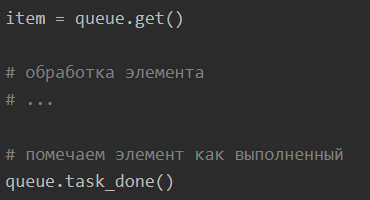 item = queue.get()
# обработка элемента
# ...
# помечаем элемент как выполненный
queue.task_done()